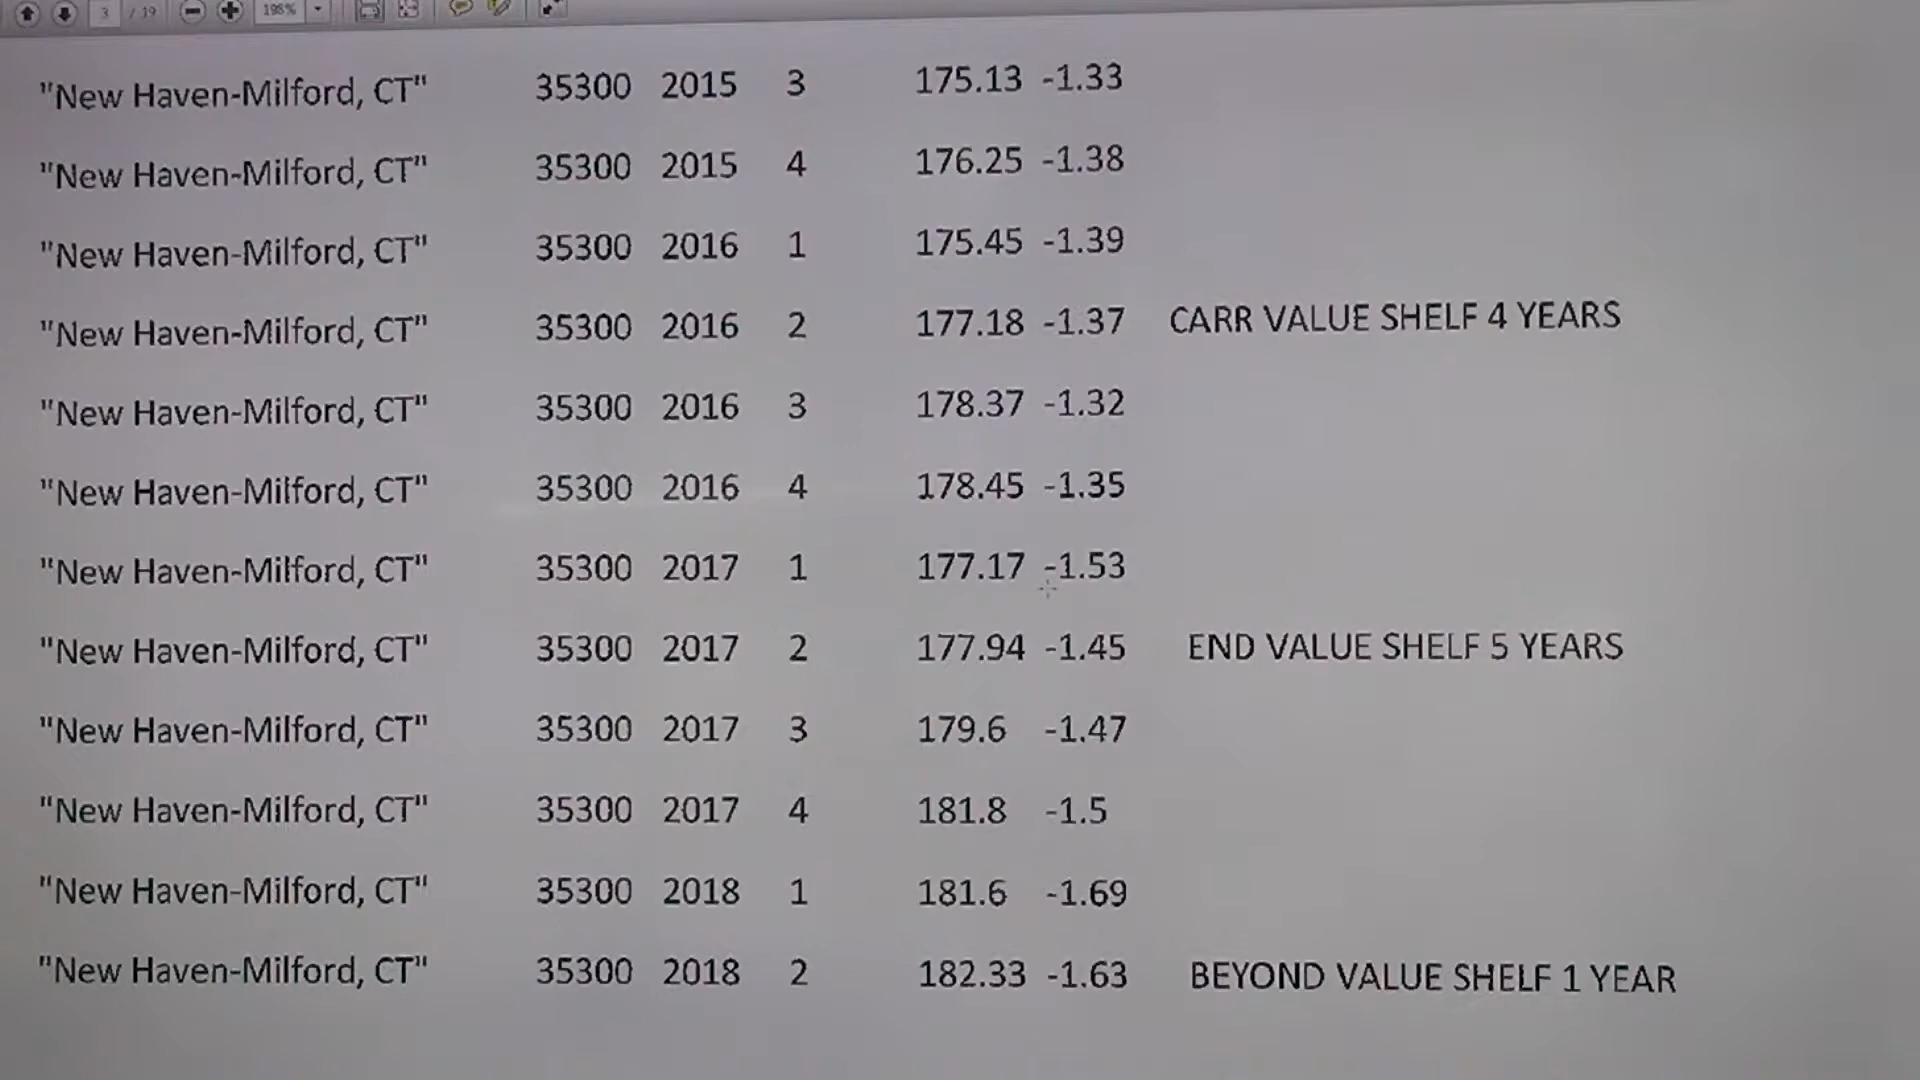 3 / 19 198%
"New Haven-Milford, CT" 35300 2015 3 175.13 -1.33
"New Haven-Milford, CT" 35300 2015 4 176.25 -1.38
"New Haven-Milford, CT" 35300 2016 1 175.45 -1.39
"New Haven-Milford, CT" 35300 2016 2 177.18 -1.37 CARR VALUE SHELF 4 YEARS
"New Haven-Milford, CT" 35300 2016 3 178.37 -1.32
"New Haven-Milford, CT" 35300 2016 4 178.45 -1.35
"New Haven-Milford, CT" 35300 2017 1 177.17 -1.53
"New Haven-Milford, CT" 35300 2017 2 177.94 -1.45 END VALUE SHELF 5 YEARS
"New Haven-Milford, CT" 35300 2017 3 179.6 -1.47
"New Haven-Milford, CT" 35300 2017 4 181.8 -1.5
"New Haven-Milford, CT" 35300 2018 1 181.6 -1.69
"New Haven-Milford, CT" 35300 2018 2 182.33 -1.63 BEYOND VALUE SHELF 1 YEAR